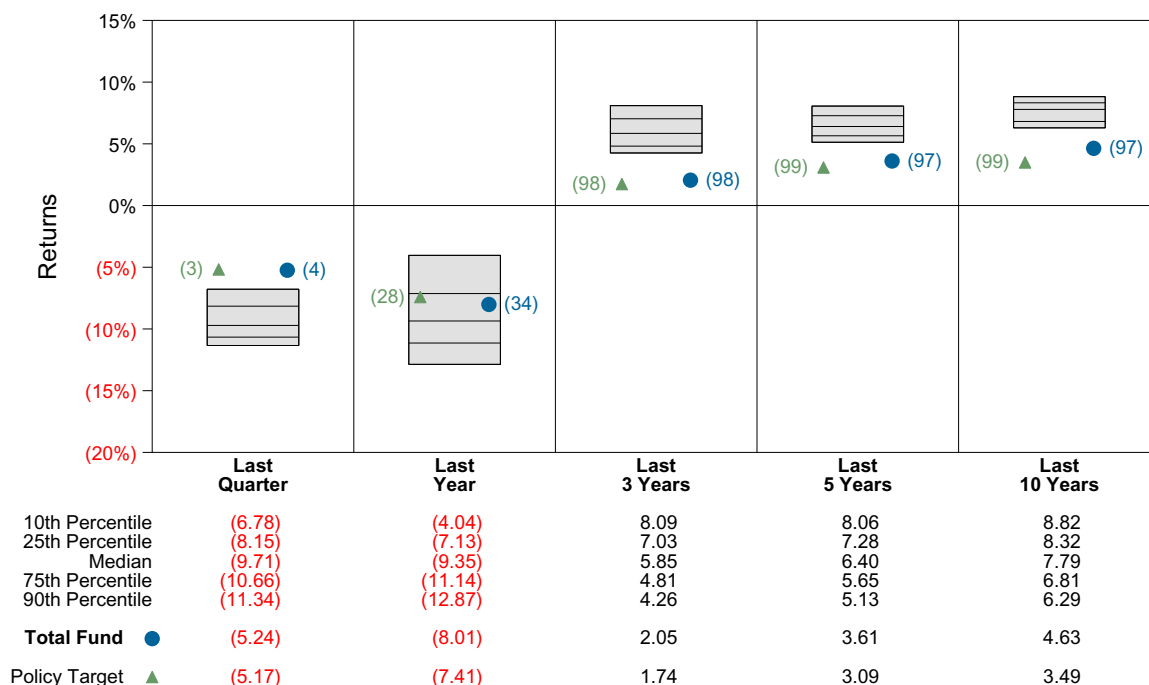 15%
10%
5%
0%
(5%)
(10%)
(15%)
(20%)
Returns
(3)
(4)
(28)
(34)
(98)
(98)
(99)
(97)
(99)
(97)
Last Quarter
Last Year
Last 3 Years
Last 5 Years
Last 10 Years
10th Percentile (6.78) (4.04) 8.09 8.06 8.82
25th Percentile (8.15) (7.13) 7.03 7.28 8.32
Median (9.71) (9.35) 5.85 6.40 7.79
75th Percentile (10.66) (11.14) 4.81 5.65 6.81
90th Percentile (11.34) (12.87) 4.26 5.13 6.29
Total Fund (5.24) (8.01) 2.05 3.61 4.63
Policy Target (5.17) (7.41) 1.74 3.09 3.49